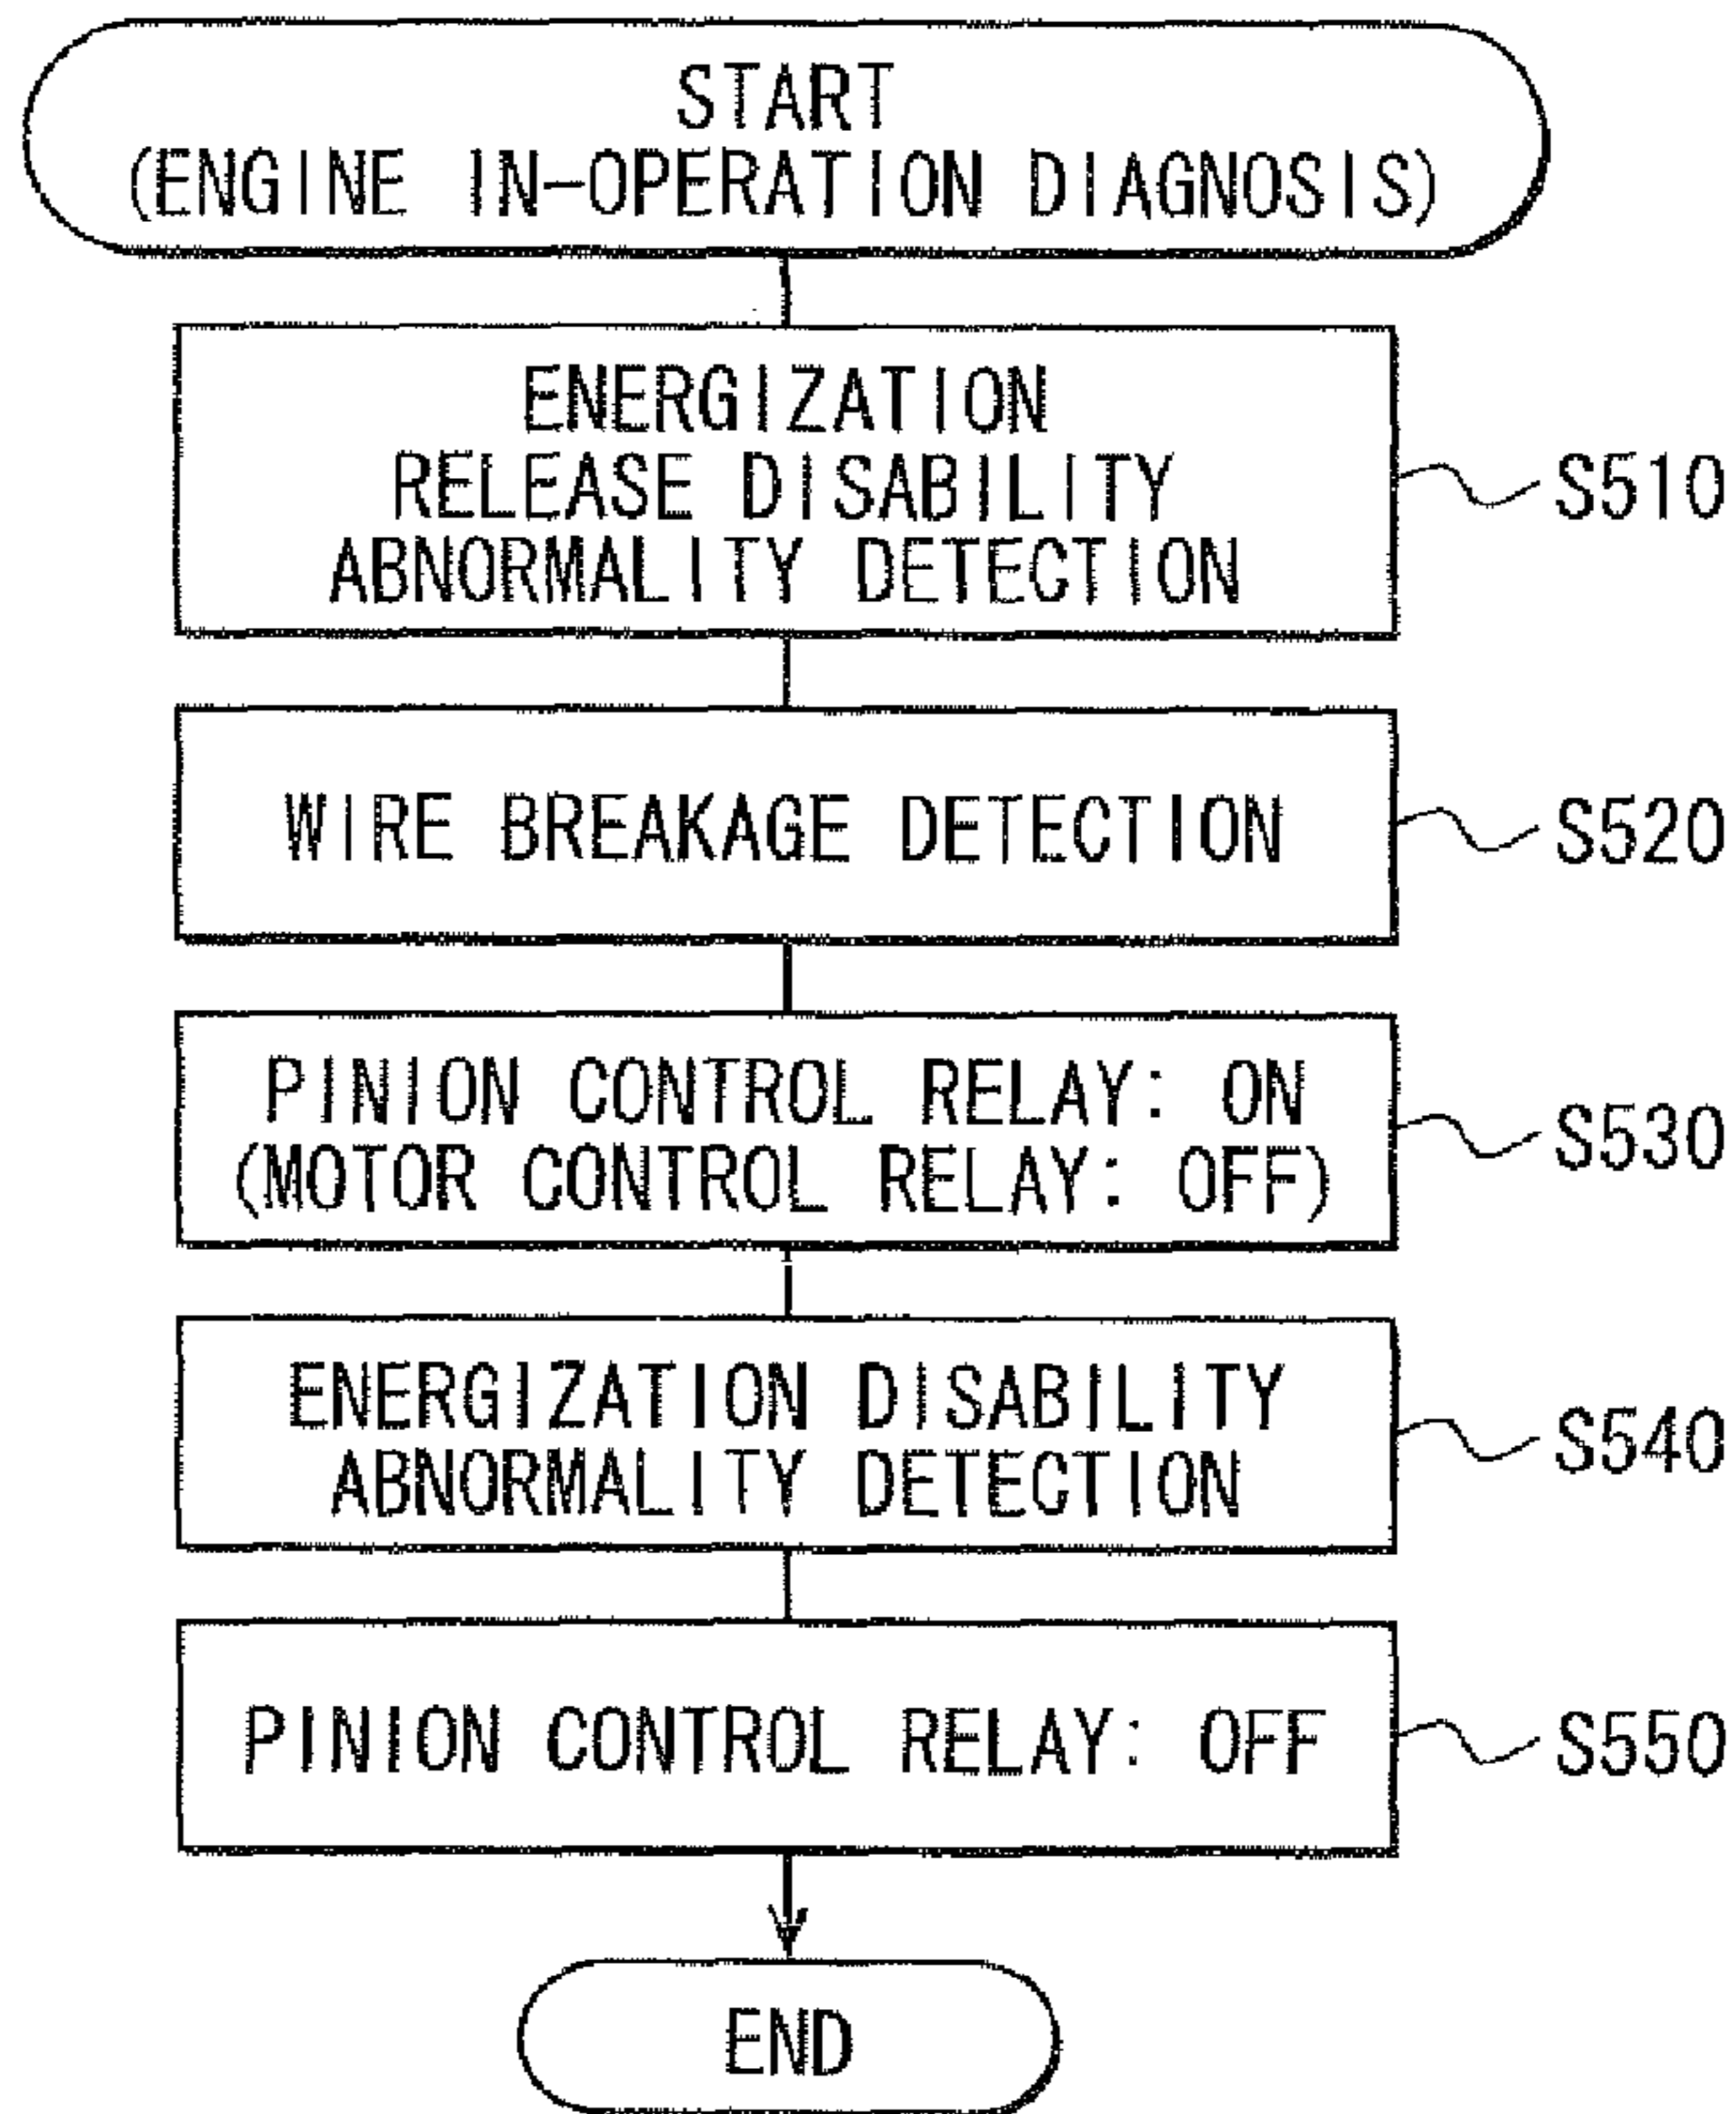 START
(ENGINE IN-OPERATION DIAGNOSIS)
ENERGIZATION
RELEASE DISABILITY
ABNORMALITY DETECTION
S510
WIRE BREAKAGE DETECTION
S520
PINION CONTROL RELAY: ON
(MOTOR CONTROL RELAY: OFF)
S530
ENERGIZATION DISABILITY
ABNORMALITY DETECTION
S540
PINION CONTROL RELAY: OFF
S550
END